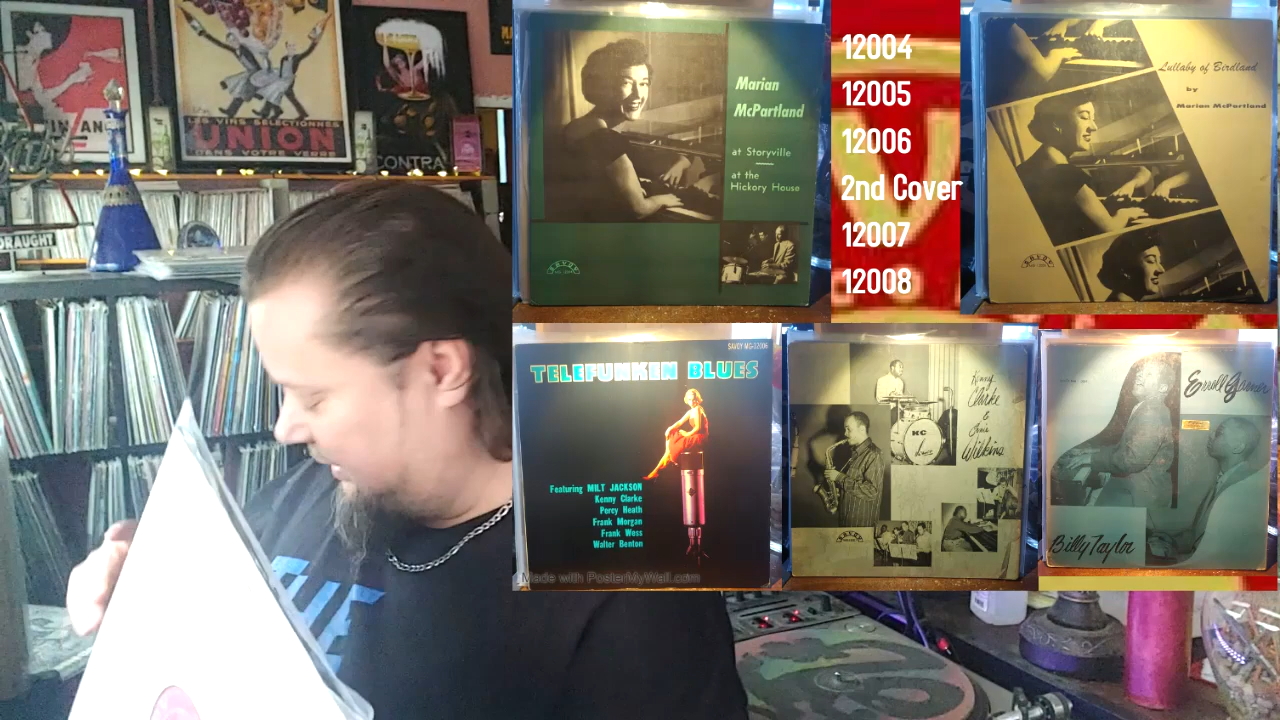 LES VINS SÉLECTIONNÉS
UNION
DANS VOTRE VERRE
CONTRA
DRAUGHT
Marian
McPartland
at Storyville
at the
Hickory House
SAVOY
12004
12005
12006
2nd Cover
12007
12008
Lullaby of Birdland
by
Marian McPartland
SAVOY
SAVOY MG-12006
TELEFUNKEN BLUES
Featuring MILT JACKSON
Kenny Clarke
Percy Heath
Frank Morgan
Frank Wess
Walter Benton
Made with PosterMyWall.com
Kenny
Clarke
&
Ernie
Wilkins
KC
SAVOY
Erroll Garner
Billy Taylor